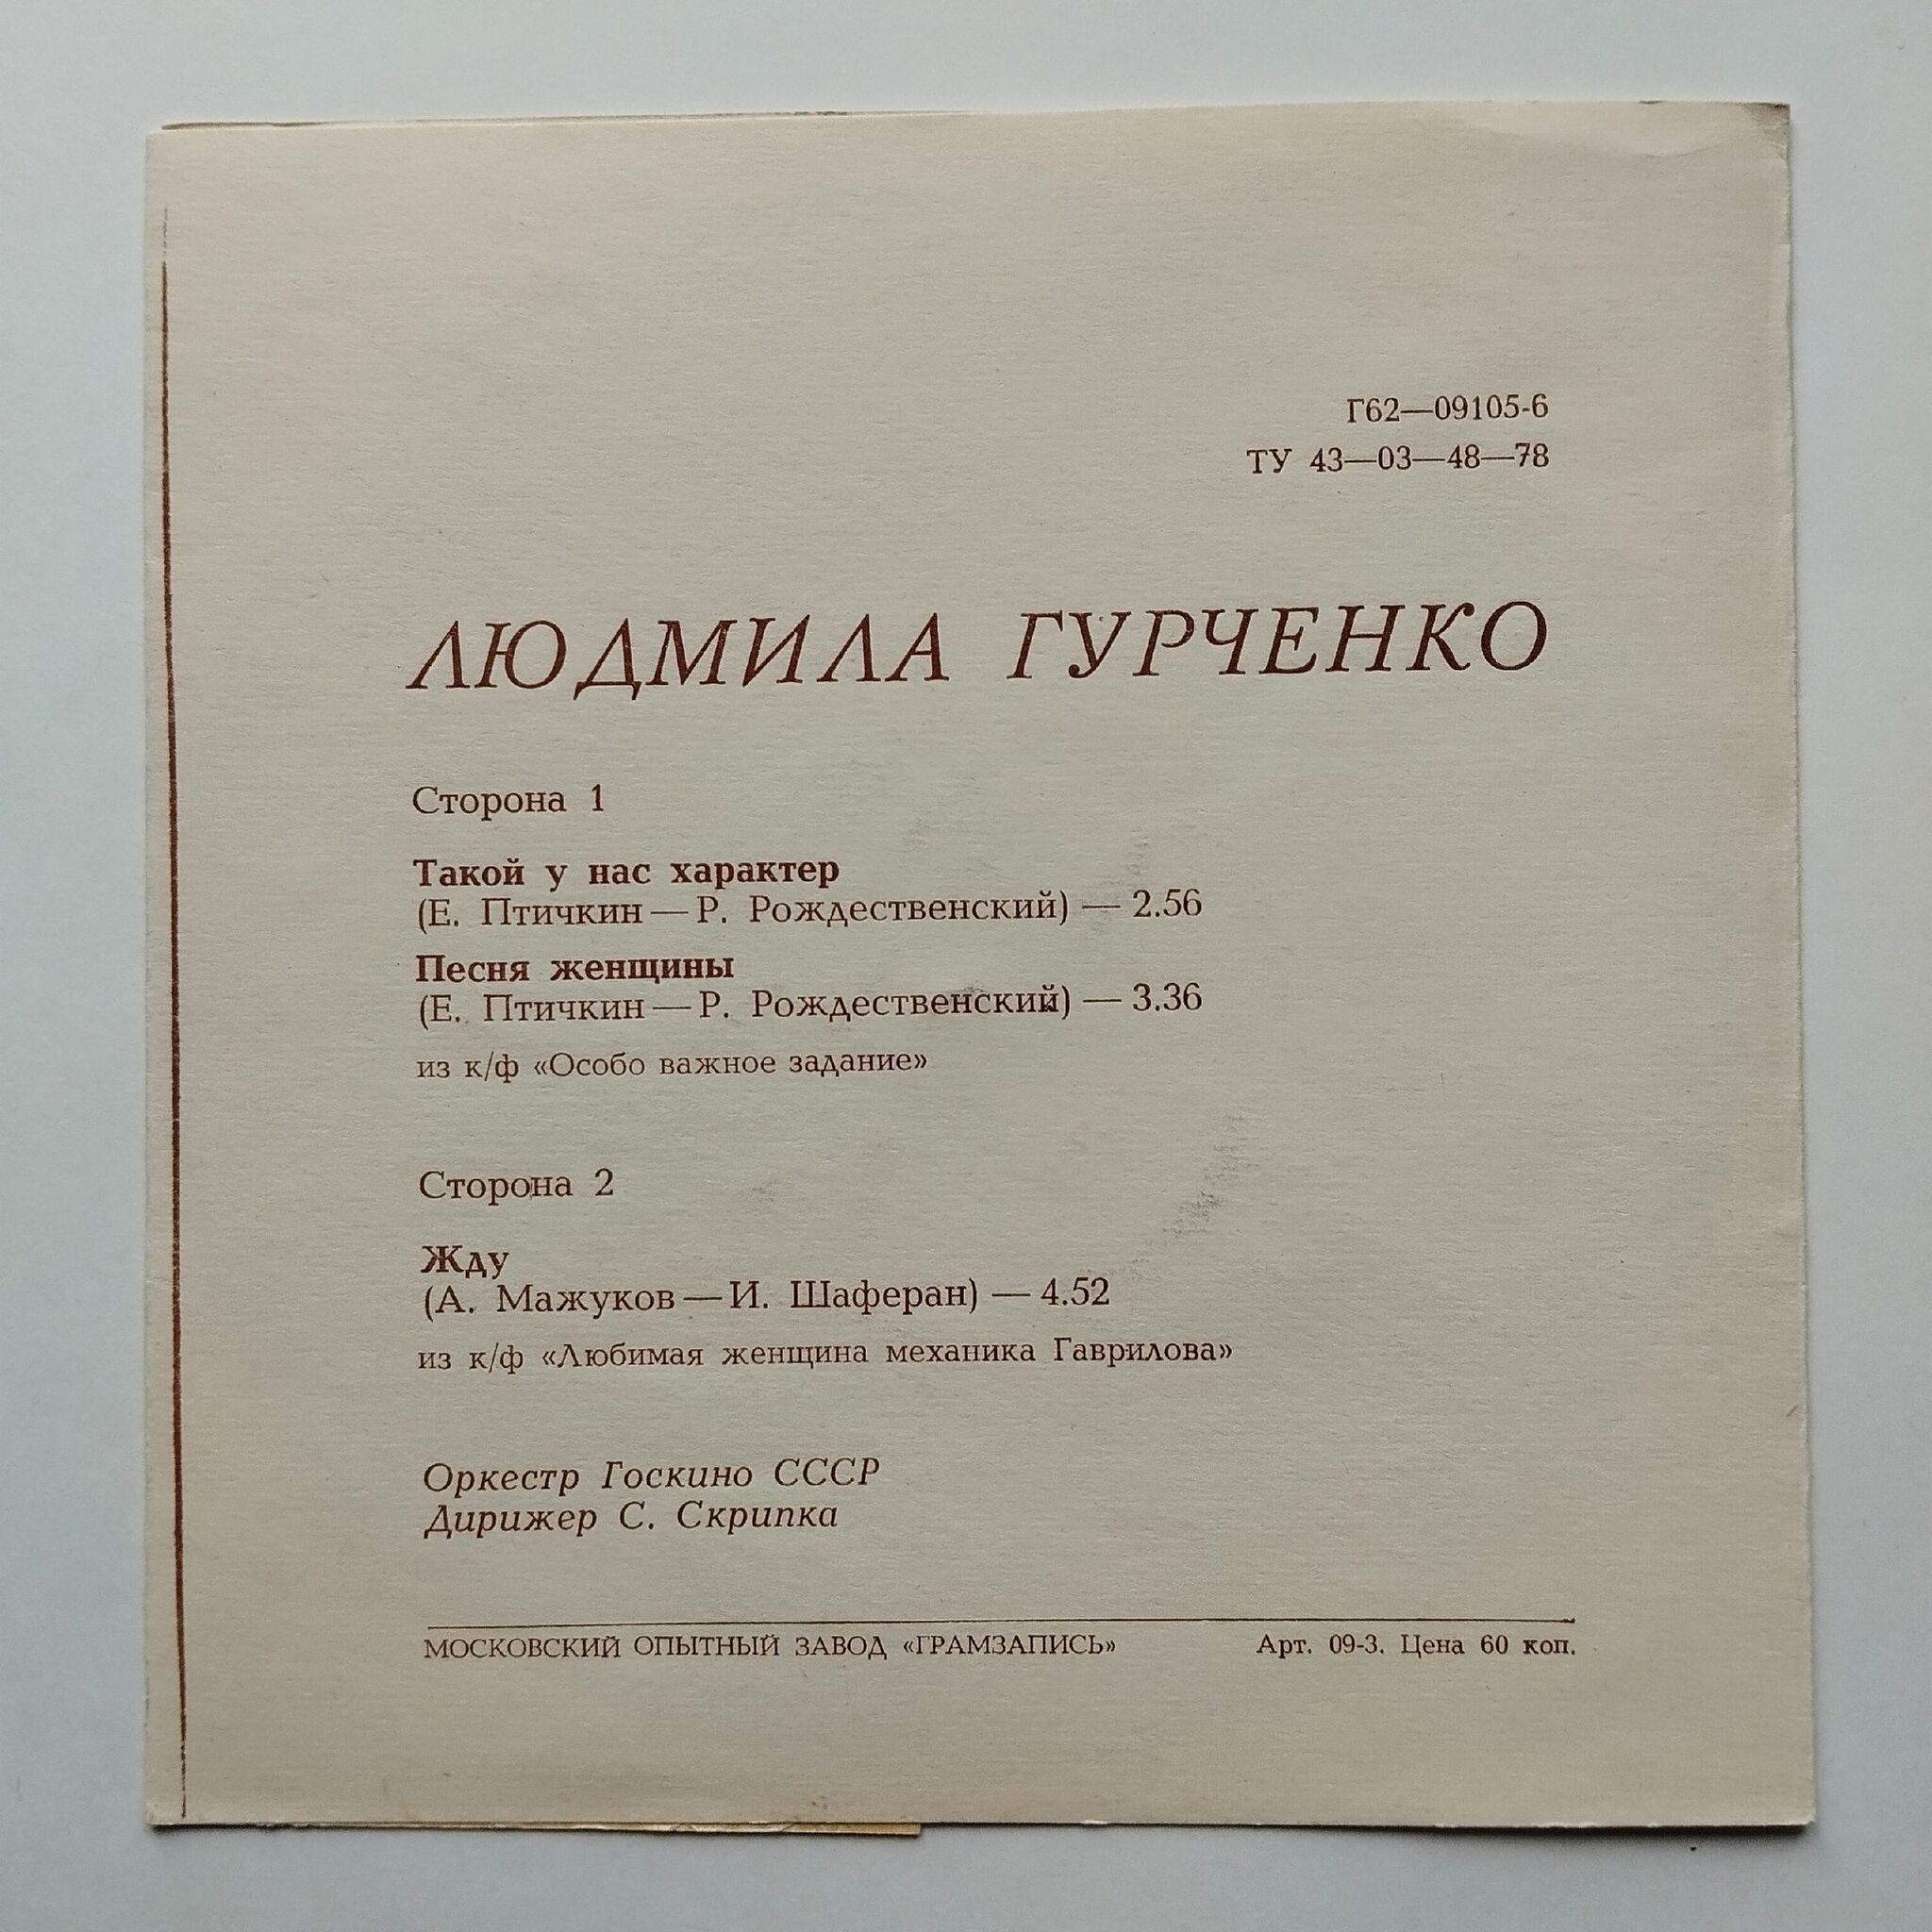 Г62—09105-6
ТУ 43—03—48—78
ЛЮДМИЛА ГУРЧЕНКО
Сторона 1
Такой у нас характер
(Е. Птичкин — Р. Рождественский) — 2.56
Песня женщины
(Е. Птичкин — Р. Рождественский) — 3.36
из к/ф «Особо важное задание»
Сторона 2
Жду
(А. Мажуков — И. Шаферан) — 4.52
из к/ф «Любимая женщина механика Гаврилова»
Оркестр Госкино СССР
Дирижер С. Скрипка
МОСКОВСКИЙ ОПЫТНЫЙ ЗАВОД «ГРАМЗАПИСЬ» Арт. 09-3. Цена 60 коп.